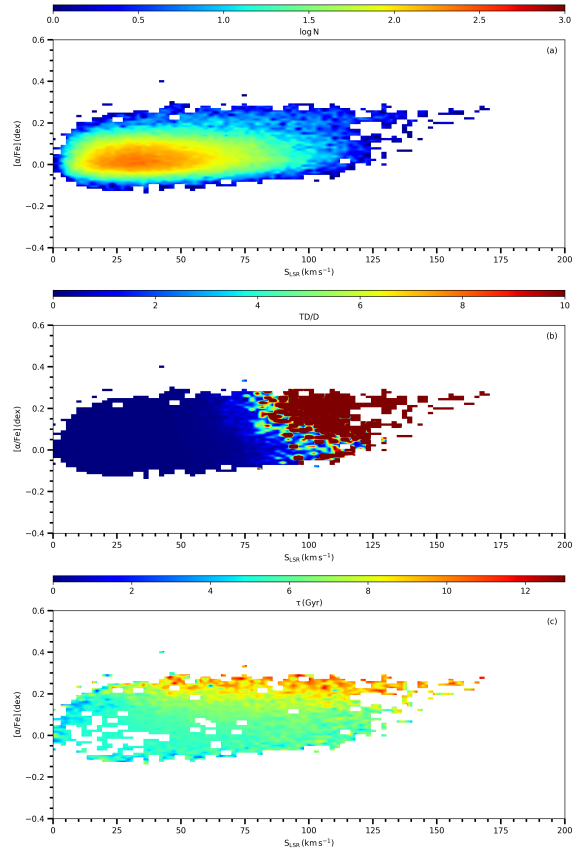 0.0 0.5 1.0 1.5 2.0 2.5 3.0
log N
(a)
0.6
0.4
0.2
0.0
−0.2
−0.4
[α/Fe] (dex)
0 25 50 75 100 125 150 175 200
S_LSR (km s⁻¹)
0 2 4 6 8 10
TD/D
(b)
0.6
0.4
0.2
0.0
−0.2
−0.4
[α/Fe] (dex)
0 25 50 75 100 125 150 175 200
S_LSR (km s⁻¹)
0 2 4 6 8 10 12
τ (Gyr)
(c)
0.6
0.4
0.2
0.0
−0.2
−0.4
[α/Fe] (dex)
0 25 50 75 100 125 150 175 200
S_LSR (km s⁻¹)